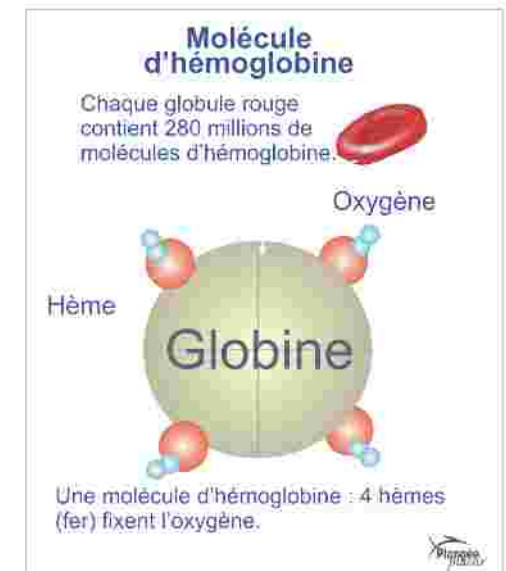 Molécule
d'hémoglobine
Chaque globule rouge
contient 280 millions de
molécules d'hémoglobine.
Oxygène
Hème
Globine
Une molécule d'hémoglobine : 4 hèmes
(fer) fixent l'oxygène.
Plongée